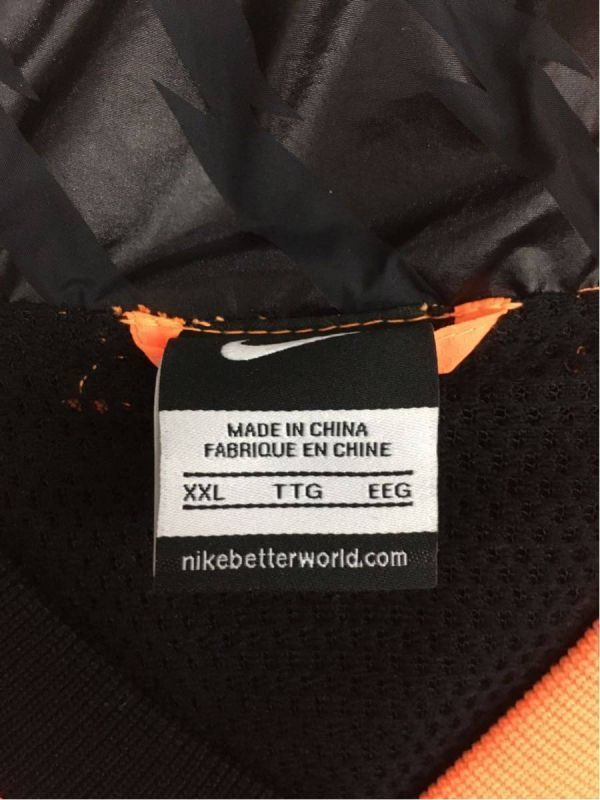 MADE IN CHINA
FABRIQUE EN CHINE
XXL TTG EEG
nikebetterworld.com